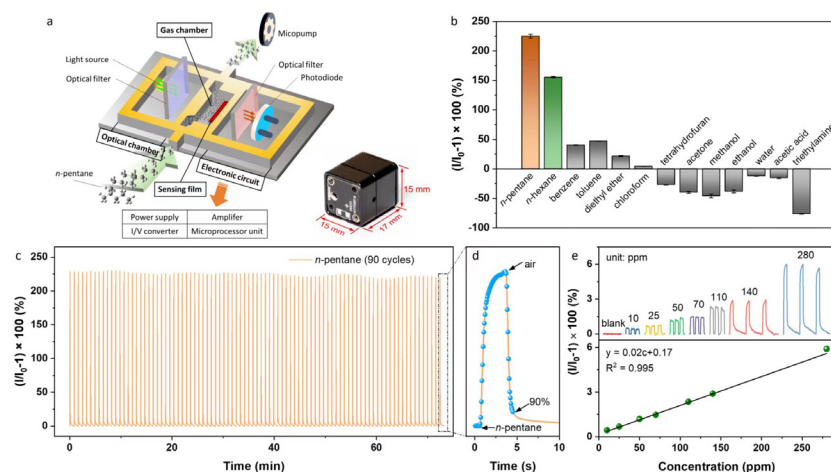 a
Gas chamber
Micopump
Light source
Optical filter
Optical filter
Photodiode
Optical chamber
Electronic circuit
Sensing film
n-pentane
Power supply
Amplifer
I/V converter
Microprocessor unit
15 mm
15 mm
17 mm
b
(I/I0-1) × 100 (%)
250
200
150
100
50
0
-50
-100
n-pentane
n-hexane
benzene
toluene
diethyl ether
chloroform
tetrahydrofuran
acetone
methanol
ethanol
water
acetic acid
triethylamine
c
n-pentane (90 cycles)
(I/I0-1) × 100 (%)
250
200
150
100
50
0
0
20
40
60
Time (min)
d
air
90%
n-pentane
0
5
10
Time (s)
e
unit: ppm
blank
10
25
50
70
110
140
280
(I/I0-1) × 100 (%)
6
4
2
0
y = 0.02c+0.17
R² = 0.995
6
3
0
0
50
100
150
200
250
Concentration (ppm)